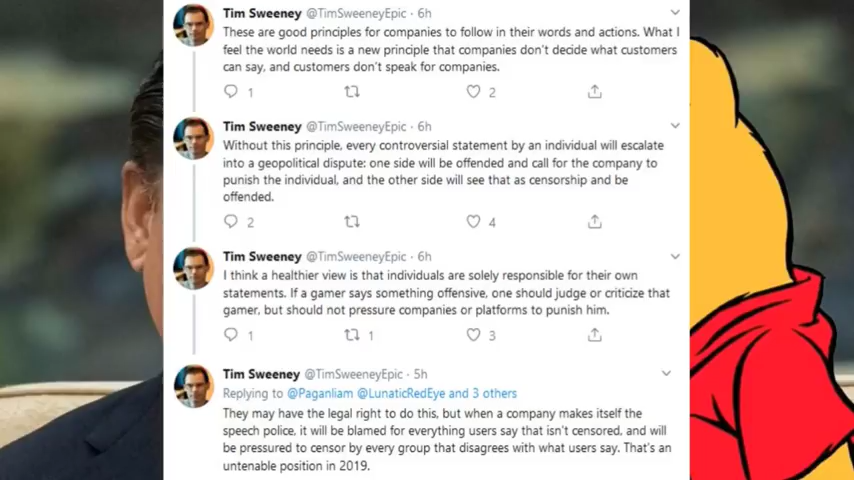 Tim Sweeney @TimSweeneyEpic · 6h
These are good principles for companies to follow in their words and actions. What I
feel the world needs is a new principle that companies don't decide what customers
can say, and customers don't speak for companies.
1 2
Tim Sweeney @TimSweeneyEpic · 6h
Without this principle, every controversial statement by an individual will escalate
into a geopolitical dispute: one side will be offended and call for the company to
punish the individual, and the other side will see that as censorship and be
offended.
2 4
Tim Sweeney @TimSweeneyEpic · 6h
I think a healthier view is that individuals are solely responsible for their own
statements. If a gamer says something offensive, one should judge or criticize that
gamer, but should not pressure companies or platforms to punish him.
1 1 3
Tim Sweeney @TimSweeneyEpic · 5h
Replying to @Paganliam @LunaticRedEye and 3 others
They may have the legal right to do this, but when a company makes itself the
speech police, it will be blamed for everything users say that isn't censored, and will
be pressured to censor by every group that disagrees with what users say. That's an
untenable position in 2019.